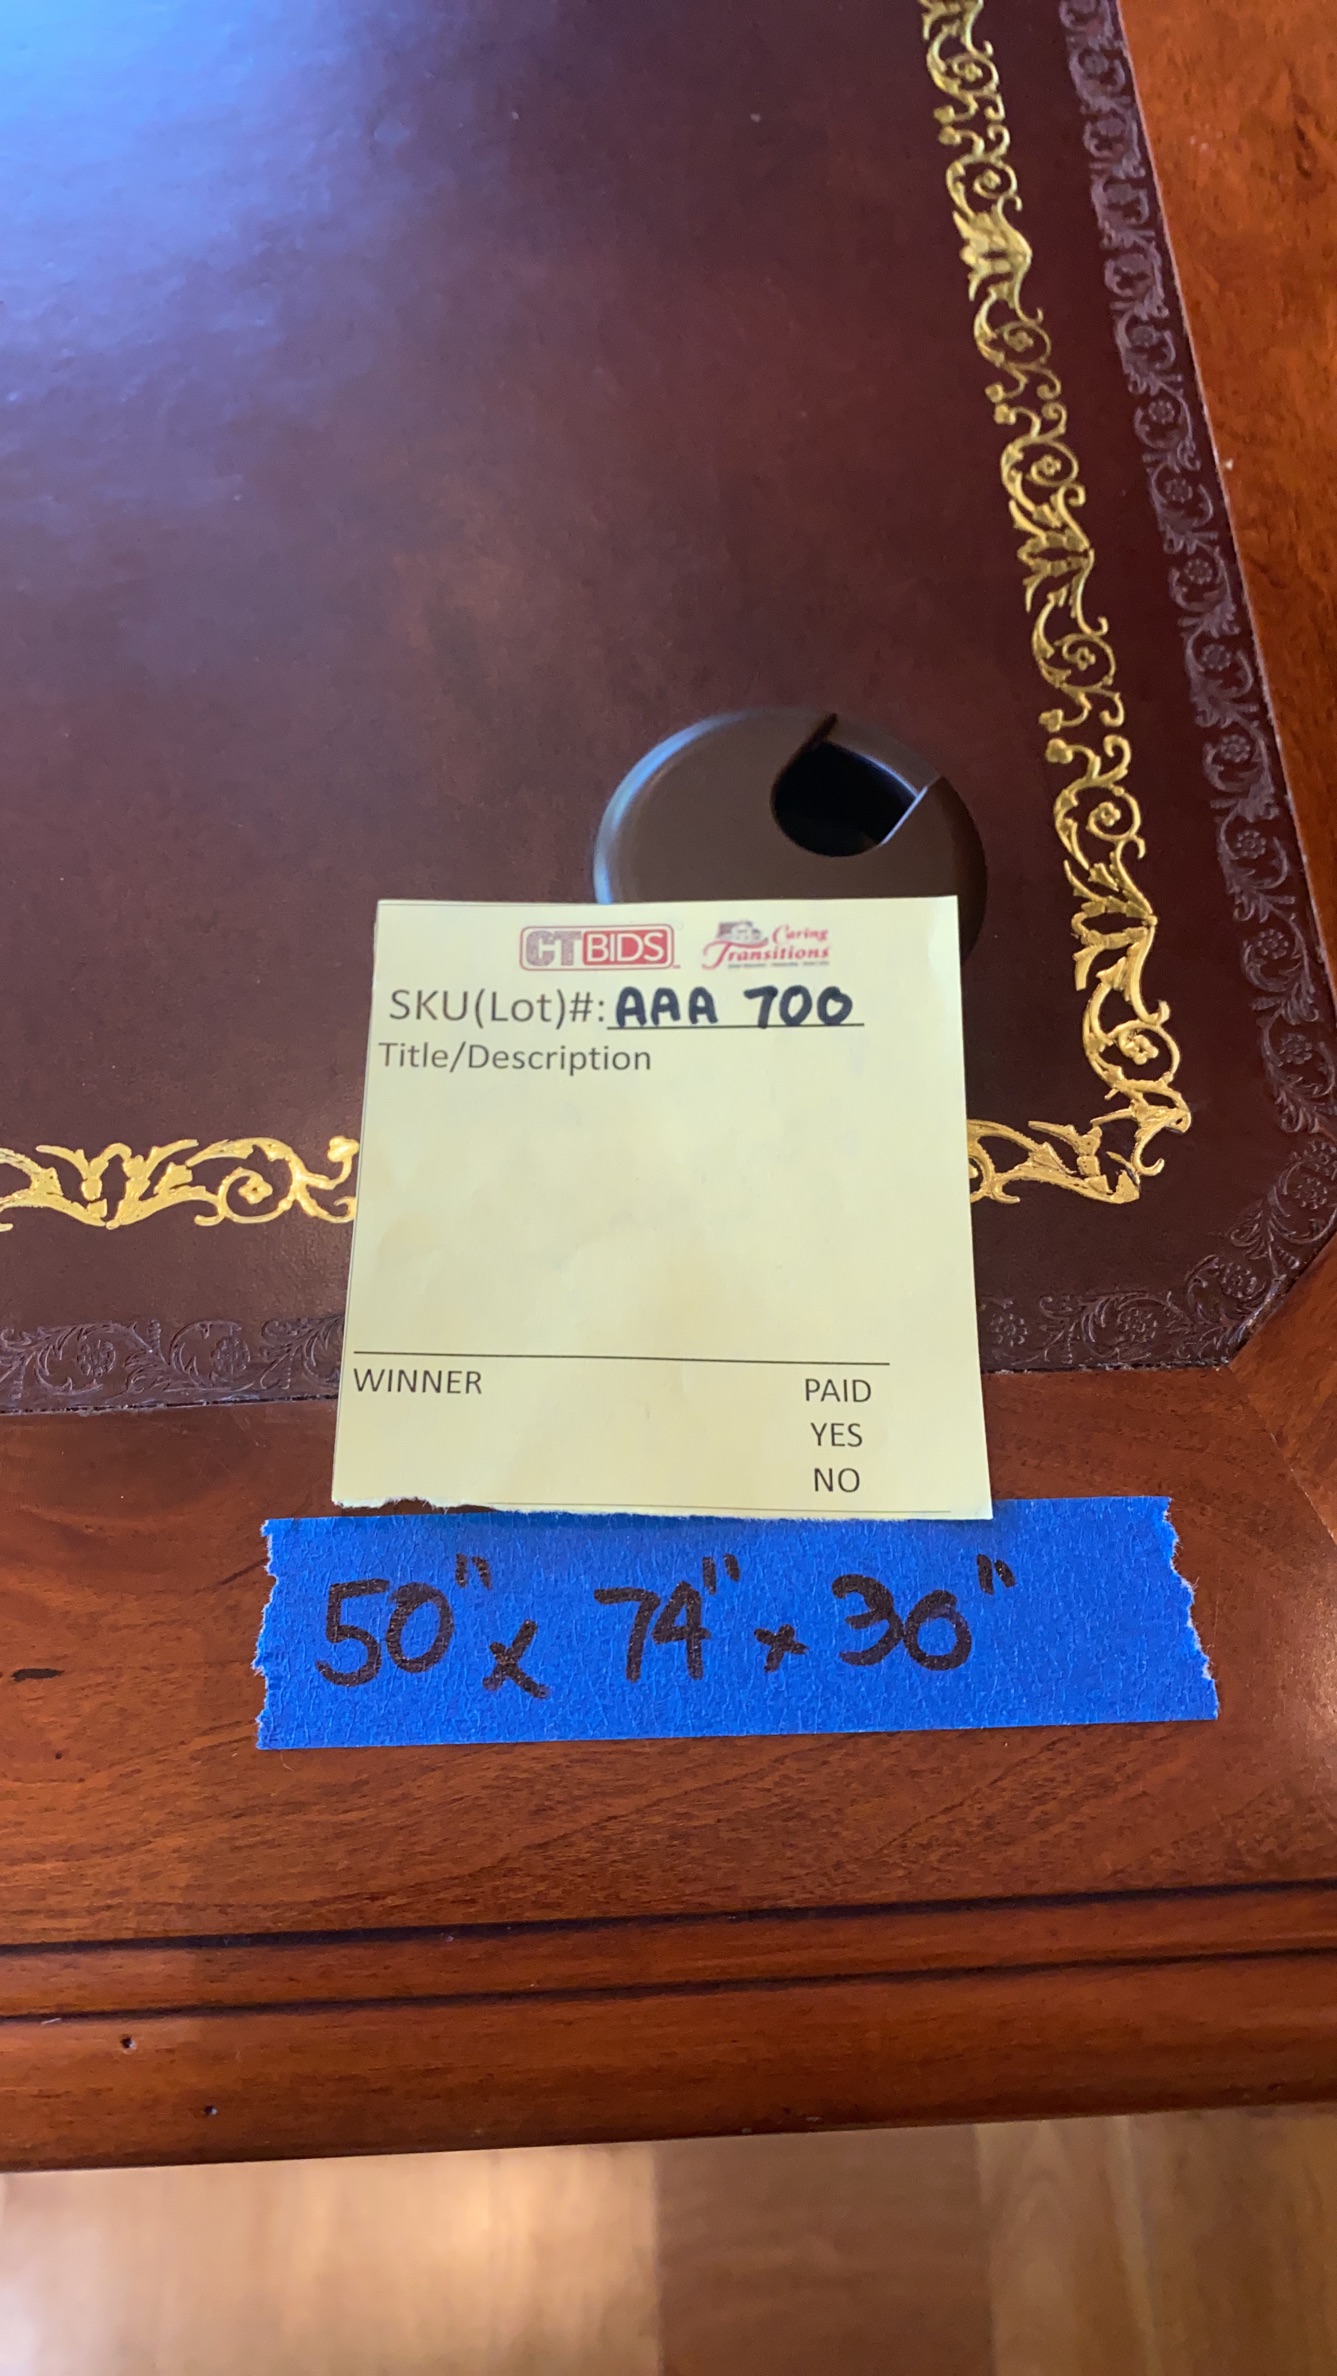 CTBIDS Caring Transitions
SKU(Lot)#: AAA 700
Title/Description
WINNER PAID
YES
NO
50" x 74" x 30"